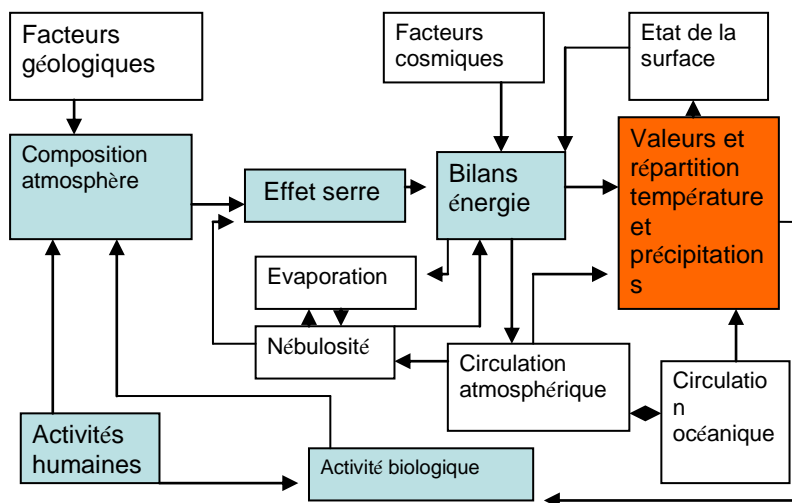 Facteurs
géologiques
Facteurs
cosmiques
Etat de la
surface
Composition
atmosphère
Effet serre
Bilans
énergie
Valeurs et
répartition
température
et
précipitation
s
Evaporation
Nébulosité
Circulation
atmosphérique
Circulatio
n
océanique
Activités
humaines
Activité biologique